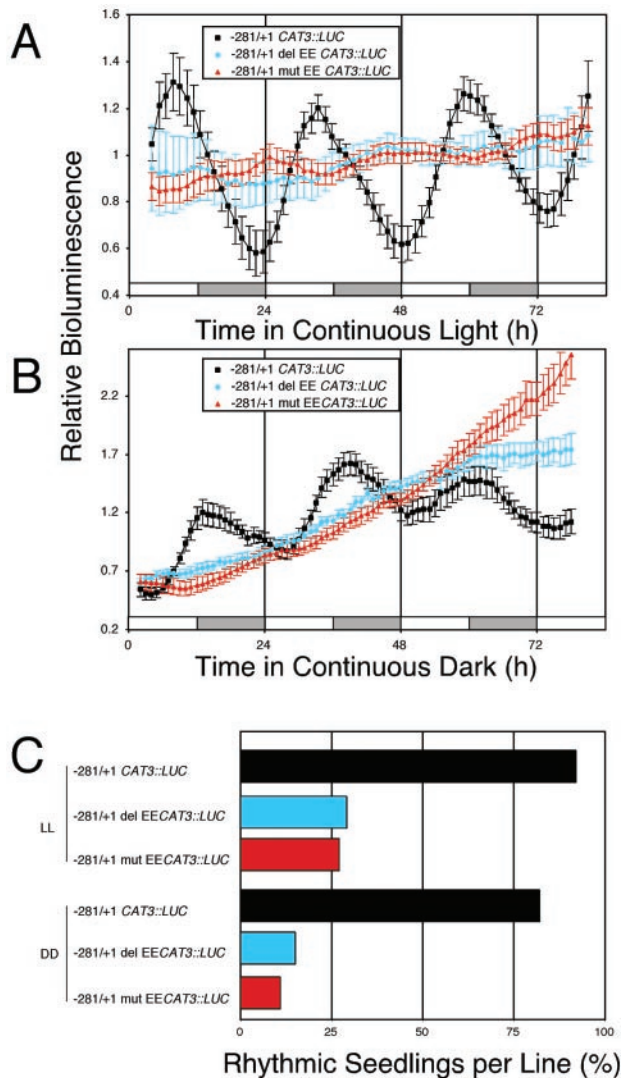 A
1.6
1.4
1.2
1
0.8
0.6
0.4
-281/+1 CAT3::LUC
-281/+1 del EE CAT3::LUC
-281/+1 mut EE CAT3::LUC
0
24
48
72
Time in Continuous Light (h)
Relative Bioluminescence
B
2.2
1.7
1.2
0.7
0.2
-281/+1 CAT3::LUC
-281/+1 del EE CAT3::LUC
-281/+1 mut EECAT3::LUC
0
24
48
72
Time in Continuous Dark (h)
C
LL
-281/+1 CAT3::LUC
-281/+1 del EECAT3::LUC
-281/+1 mut EECAT3::LUC
DD
-281/+1 CAT3::LUC
-281/+1 del EECAT3::LUC
-281/+1 mut EECAT3::LUC
0
25
50
75
100
Rhythmic Seedlings per Line (%)